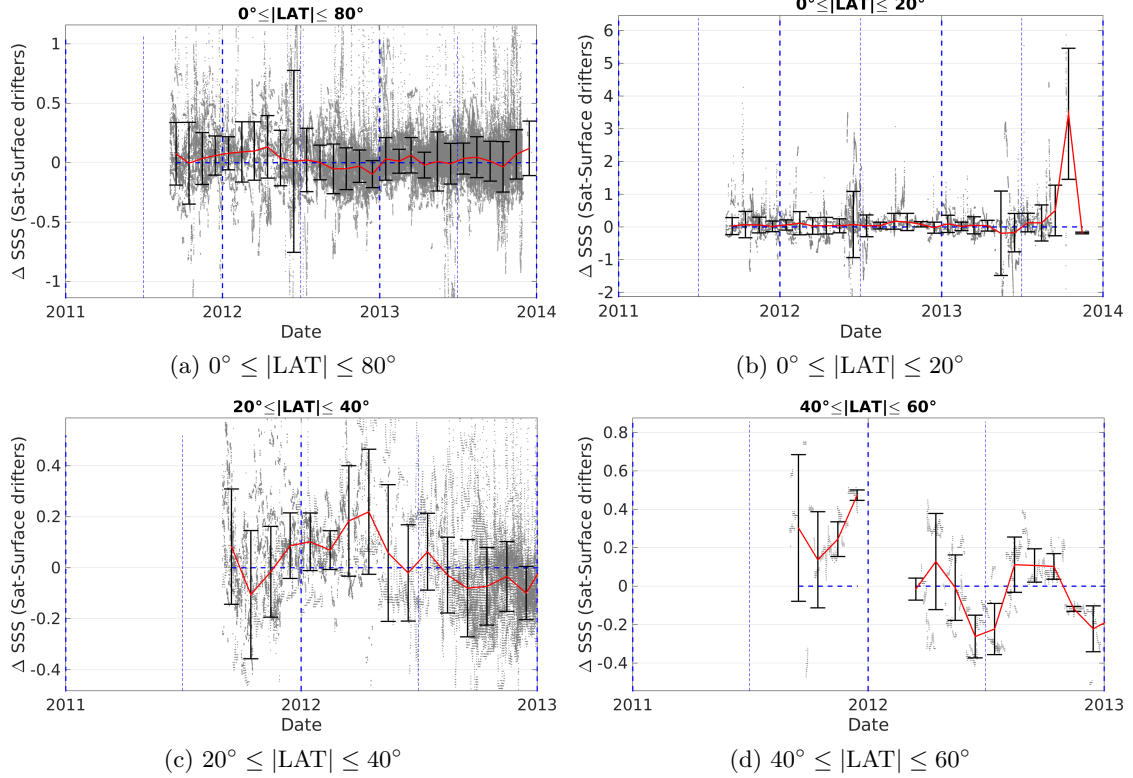 0°≤|LAT|≤ 80°
Δ SSS (Sat-Surface drifters)
1
0.5
0
-0.5
-1
2011
2012
2013
2014
Date
(a) 0° ≤ |LAT| ≤ 80°
0°≤|LAT|≤ 20°
Δ SSS (Sat-Surface drifters)
6
5
4
3
2
1
0
-1
-2
2011
2012
2013
2014
Date
(b) 0° ≤ |LAT| ≤ 20°
20°≤|LAT|≤ 40°
Δ SSS (Sat-Surface drifters)
0.4
0.2
0
-0.2
-0.4
2011
2012
2013
Date
(c) 20° ≤ |LAT| ≤ 40°
40°≤|LAT|≤ 60°
Δ SSS (Sat-Surface drifters)
0.8
0.6
0.4
0.2
0
-0.2
-0.4
2011
2012
2013
Date
(d) 40° ≤ |LAT| ≤ 60°